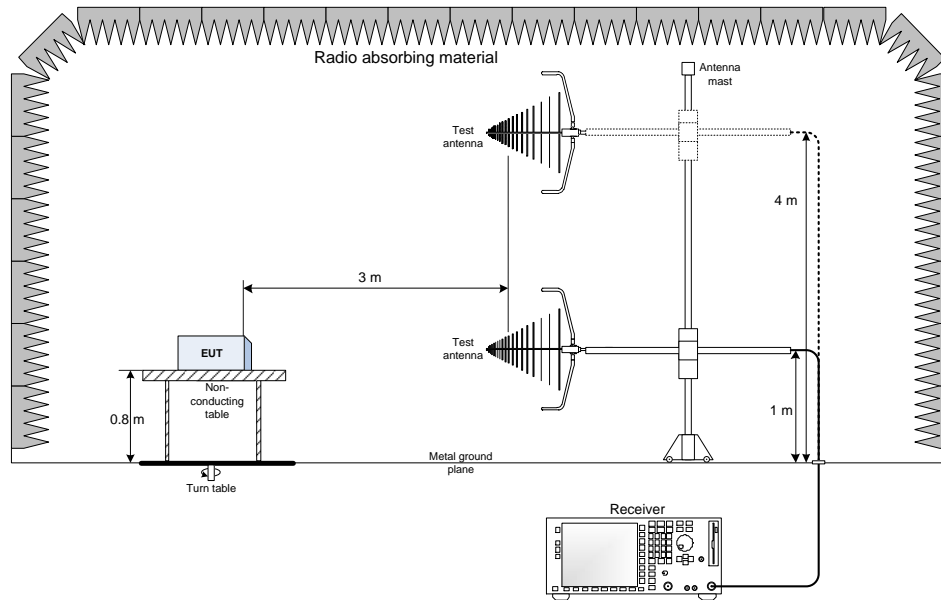 Radio absorbing material
Antenna
mast
Test
antenna
4 m
3 m
Test
antenna
EUT
Non-
conducting
table
0.8 m
1 m
Metal ground
plane
Turn table
Receiver